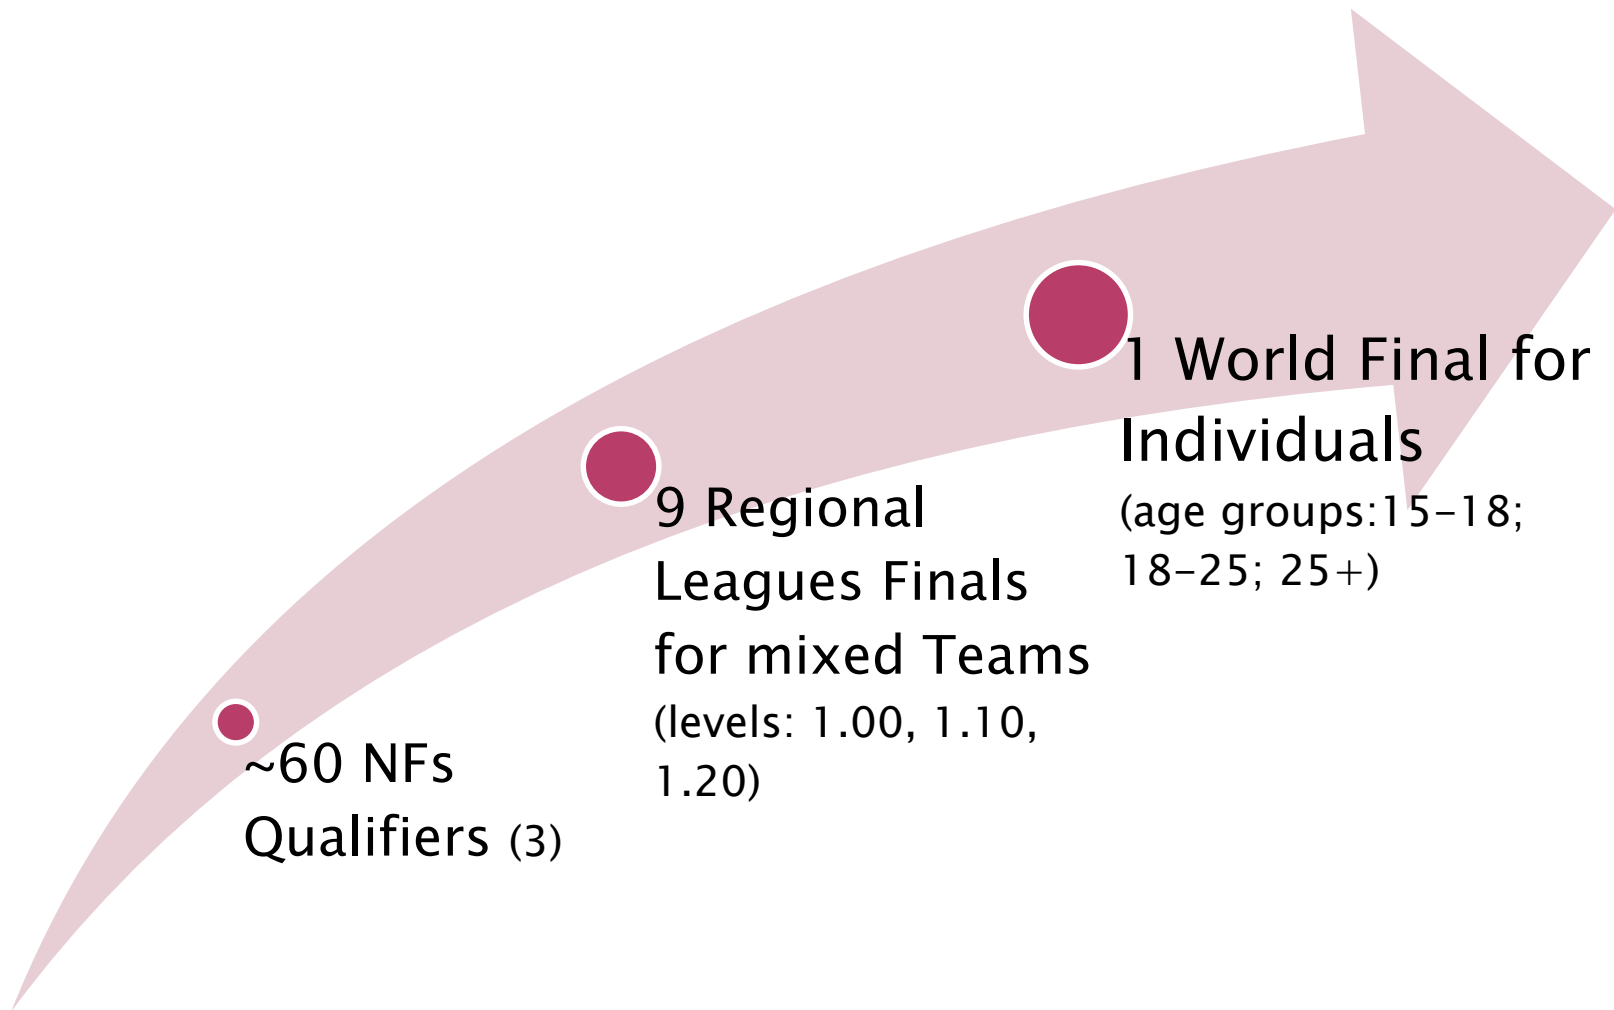 ~60 NFs
Qualifiers (3)
9 Regional
Leagues Finals
for mixed Teams
(levels: 1.00, 1.10,
1.20)
1 World Final for
Individuals
(age groups:15-18;
18-25; 25+)